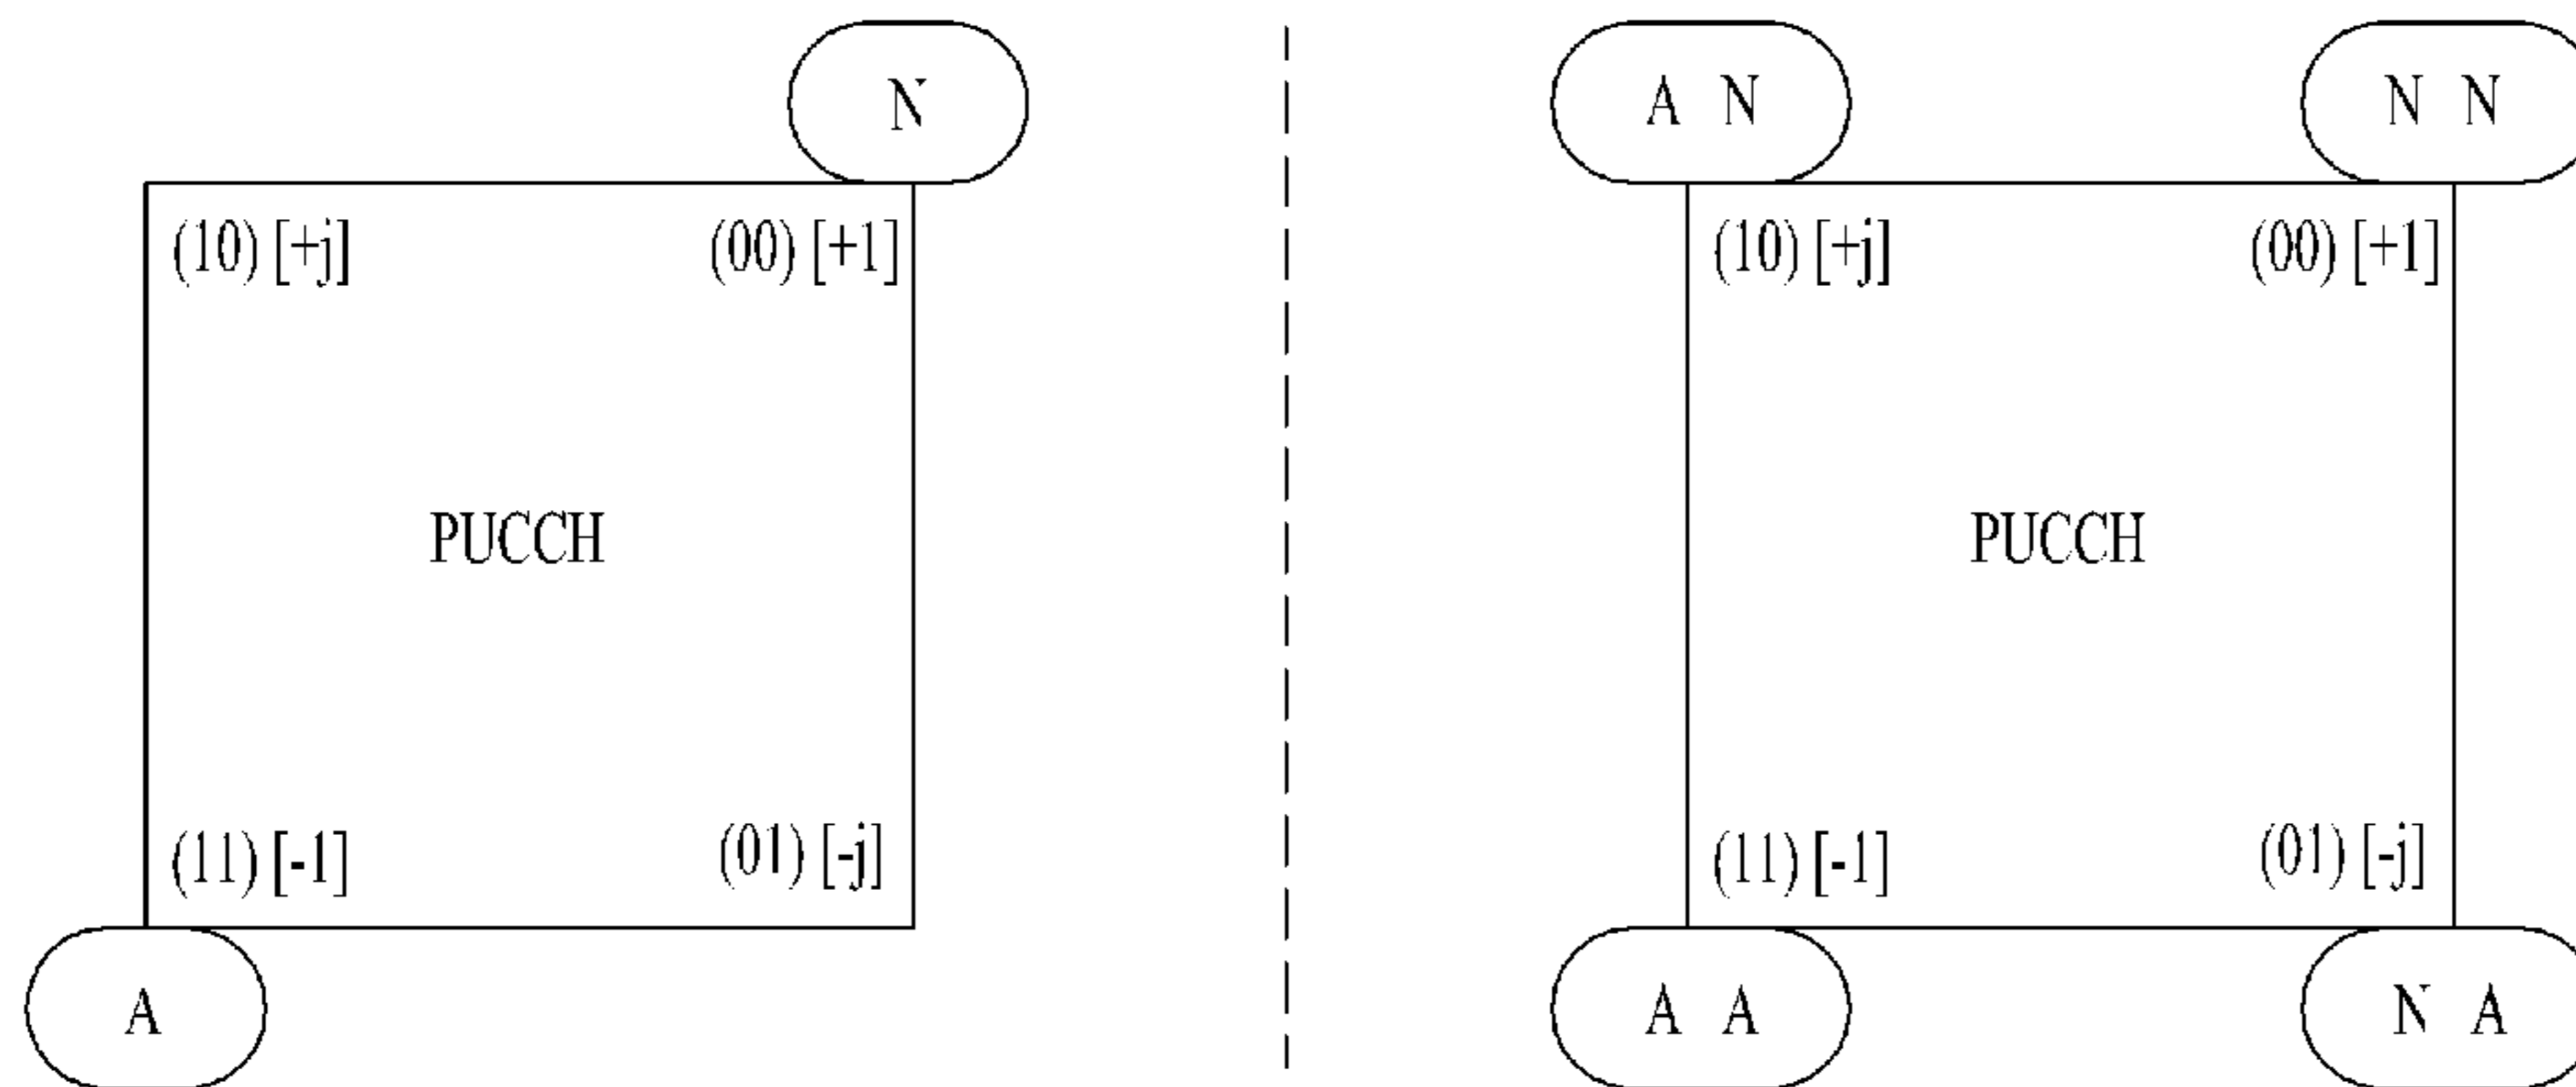 N
(10) [+j] (00) [+1]
PUCCH
(11) [-1] (01) [-j]
A
A N N N
(10) [+j] (00) [+1]
PUCCH
(11) [-1] (01) [-j]
A A N A